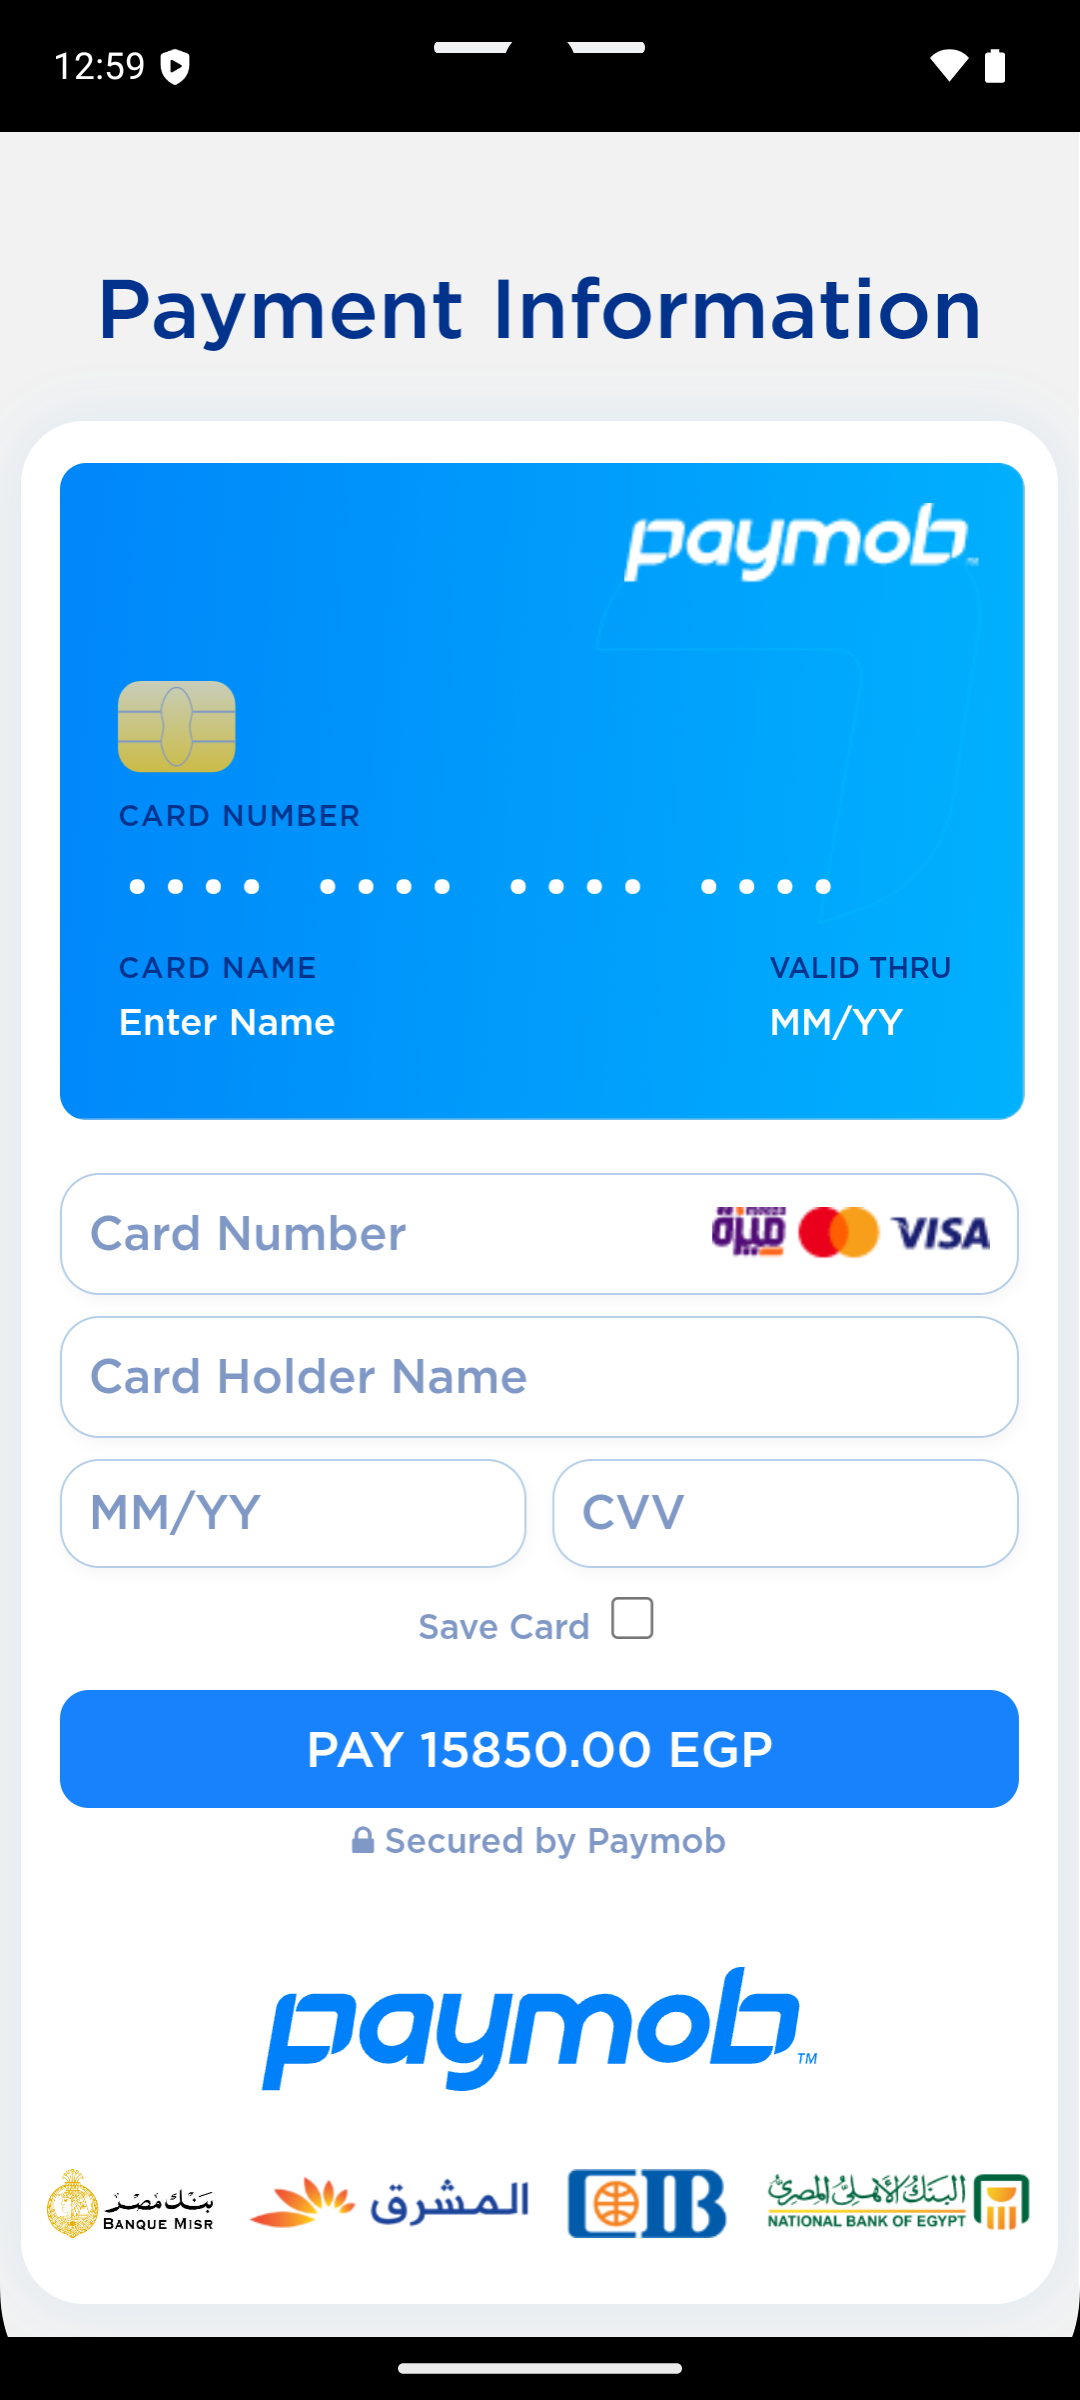 12:59
Payment Information
paymob
CARD NUMBER
CARD NAME VALID THRU
Enter Name MM/YY
Card Number ميزة VISA
Card Holder Name
MM/YY CVV
Save Card
PAY 15850.00 EGP
Secured by Paymob
paymob TM
بنك مصر
BANQUE MISR
المشرق
CIB
البنك الأهلي المصري
NATIONAL BANK OF EGYPT